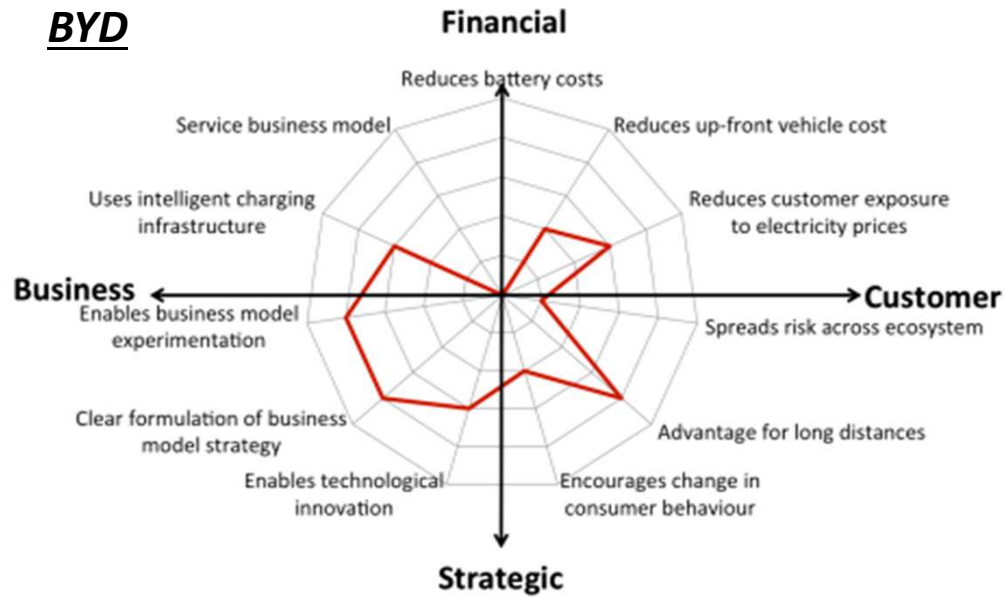 BYD
Financial
Reduces battery costs
Service business model
Reduces up-front vehicle cost
Uses intelligent charging
infrastructure
Reduces customer exposure
to electricity prices
Business
Customer
Enables business model
experimentation
Spreads risk across ecosystem
Clear formulation of business
model strategy
Advantage for long distances
Enables technological
innovation
Encourages change in
consumer behaviour
Strategic